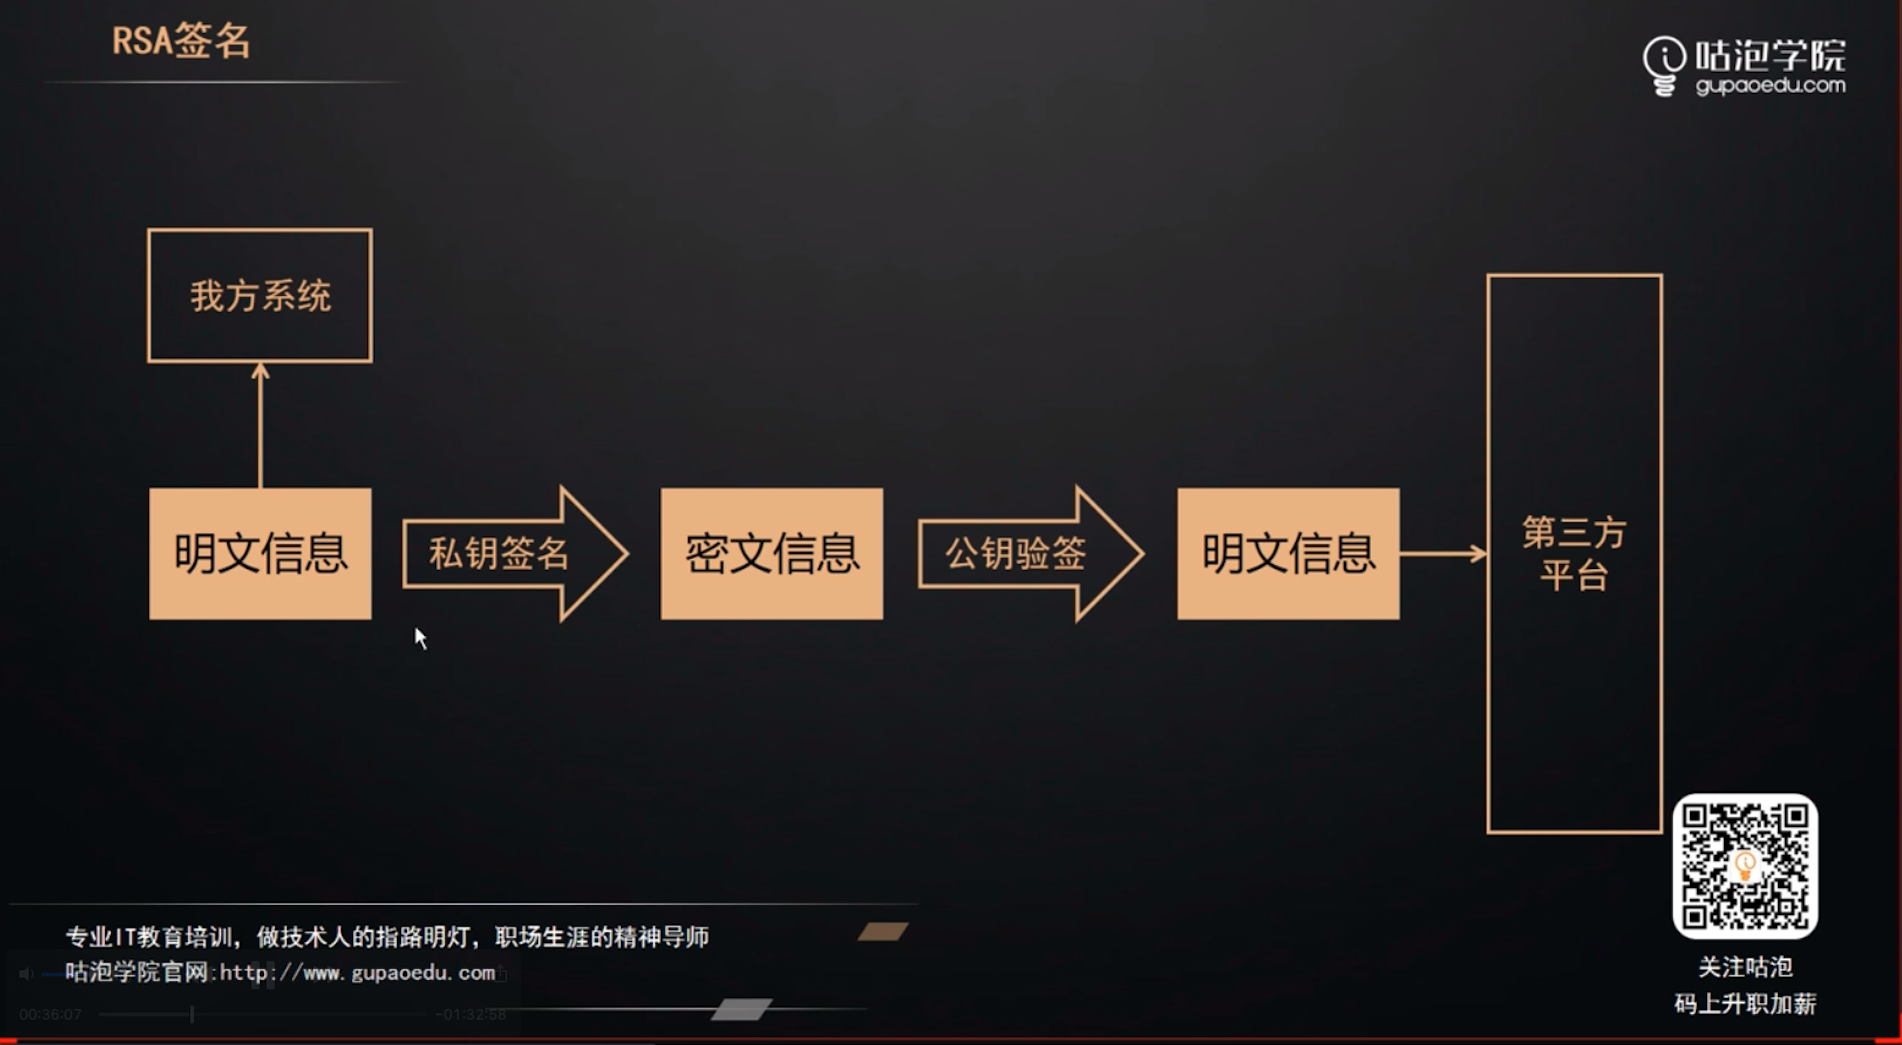 RSA签名
咕泡学院
gupaoedu.com
我方系统
明文信息
私钥签名
密文信息
公钥验签
明文信息
第三方
平台
专业IT教育培训，做技术人的指路明灯，职场生涯的精神导师
咕泡学院官网:http://www.gupaoedu.com
00:36:07
-01:32:58
关注咕泡
码上升职加薪